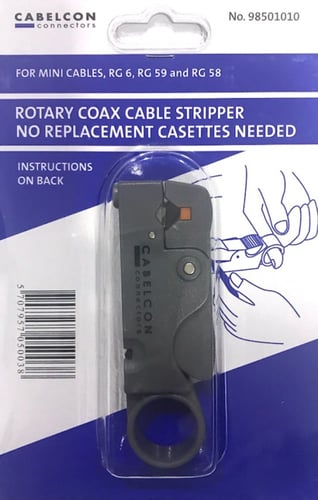 CABELCON
connectors
No. 98501010
FOR MINI CABLES, RG 6, RG 59 and RG 58
ROTARY COAX CABLE STRIPPER
NO REPLACEMENT CASETTES NEEDED
INSTRUCTIONS
ON BACK
CABELCON
connectors
5707957050038